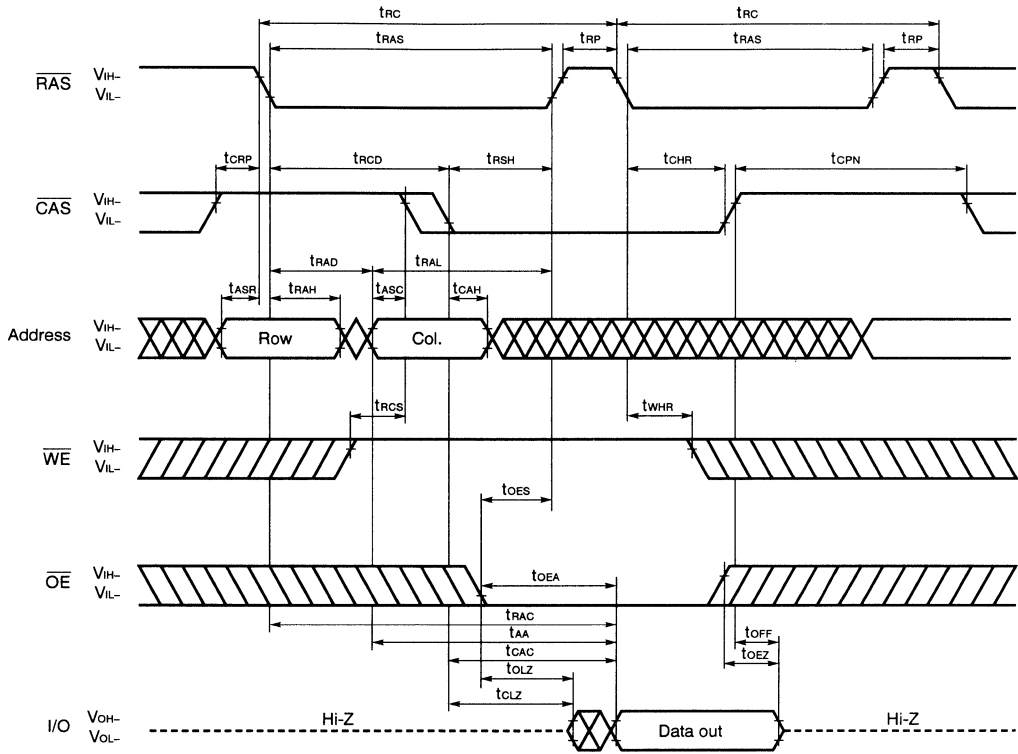 tRC tRC
tRAS tRP tRAS tRP
RAS VIH–
VIL–
tCRP tRCD tRSH tCHR tCPN
CAS VIH–
VIL–
tRAD tRAL
tASR tRAH tASC tCAH
Address VIH–
VIL–
Row Col.
tRCS tWHR
WE VIH–
VIL–
tOES
OE VIH–
VIL–
tOEA
tRAC
tAA tOFF
tCAC tOEZ
tOLZ
tCLZ
I/O VOH–
VOL–
Hi-Z Data out Hi-Z